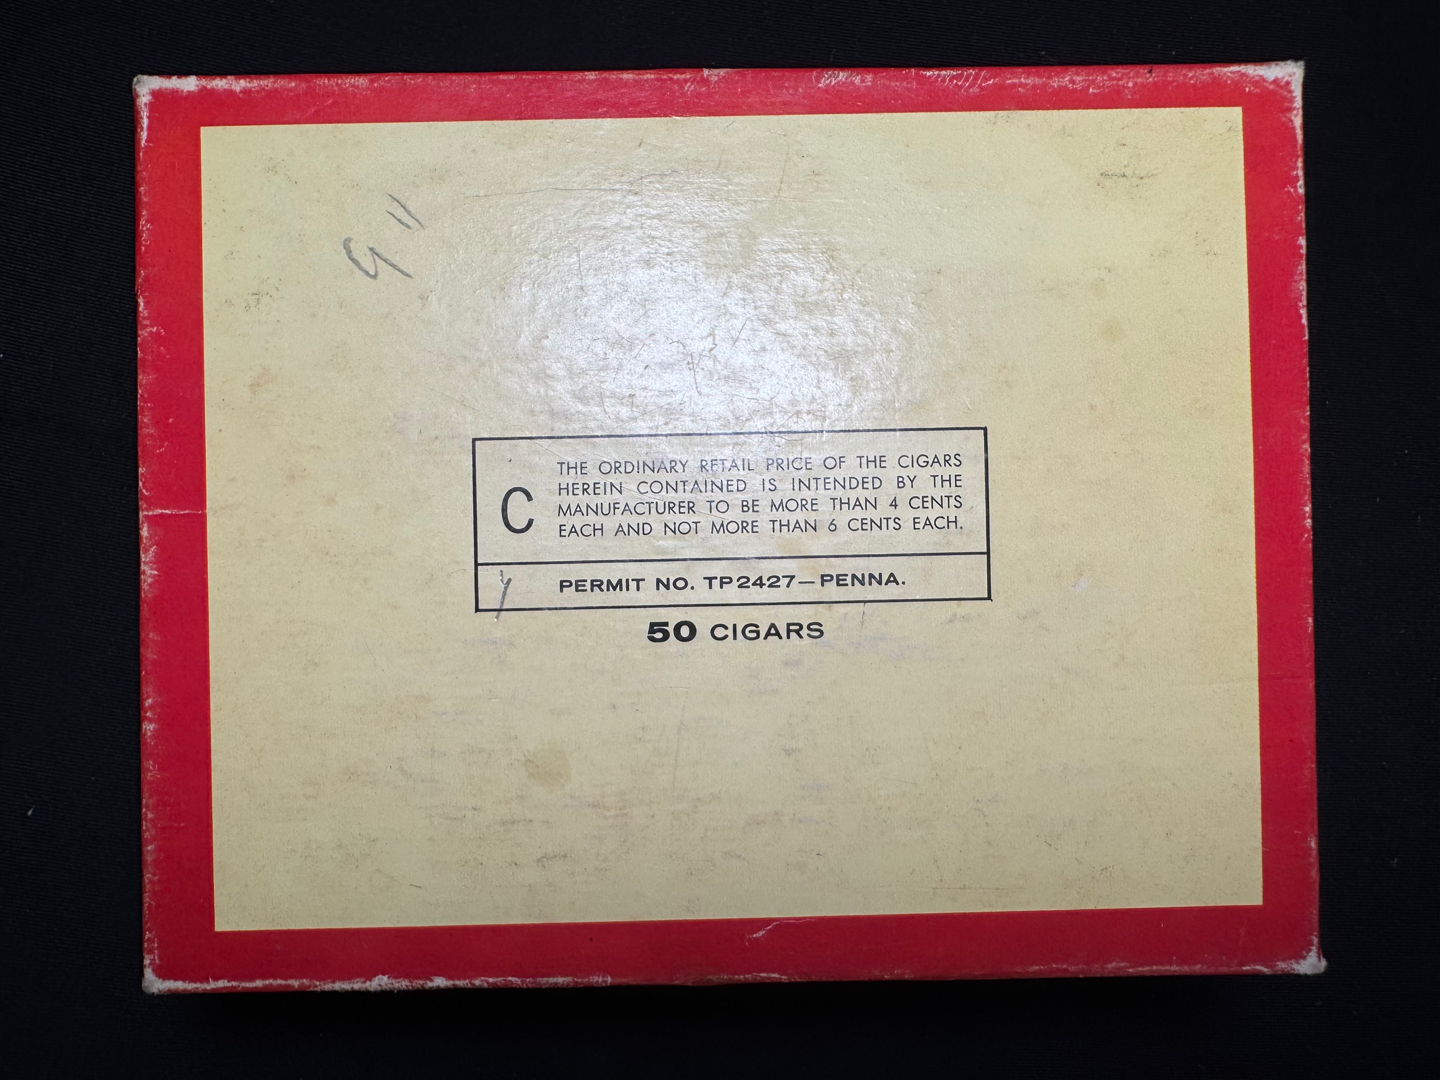 C
THE ORDINARY RETAIL PRICE OF THE CIGARS
HEREIN CONTAINED IS INTENDED BY THE
MANUFACTURER TO BE MORE THAN 4 CENTS
EACH AND NOT MORE THAN 6 CENTS EACH.
PERMIT NO. TP2427—PENNA.
50 CIGARS